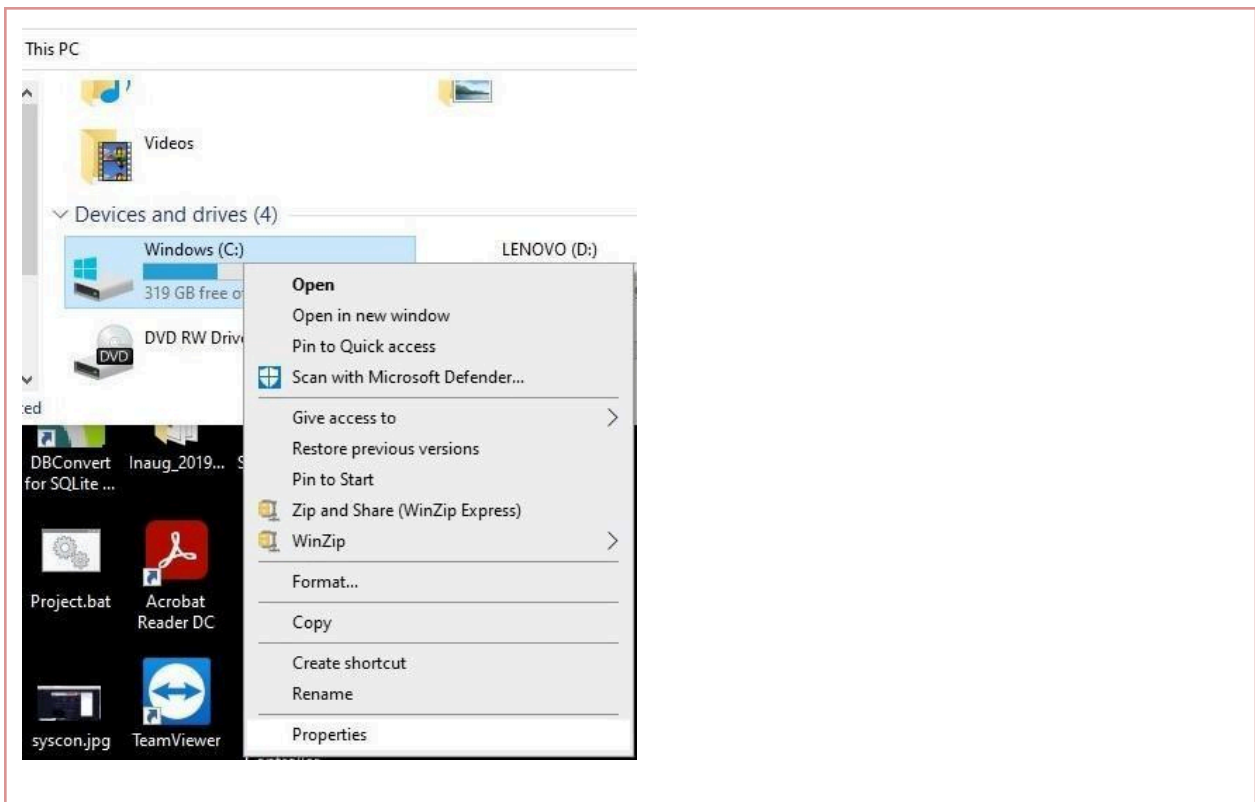 This PC
Videos
Devices and drives (4)
Windows (C:)
LENOVO (D:)
319 GB free o
DVD RW Driv
DVD
Open
Open in new window
Pin to Quick access
Scan with Microsoft Defender...
Give access to
Restore previous versions
Pin to Start
Zip and Share (WinZip Express)
WinZip
Format...
Copy
Create shortcut
Rename
Properties
DBConvert
for SQLite ...
Inaug_2019...
Project.bat
Acrobat
Reader DC
syscon.jpg
TeamViewer